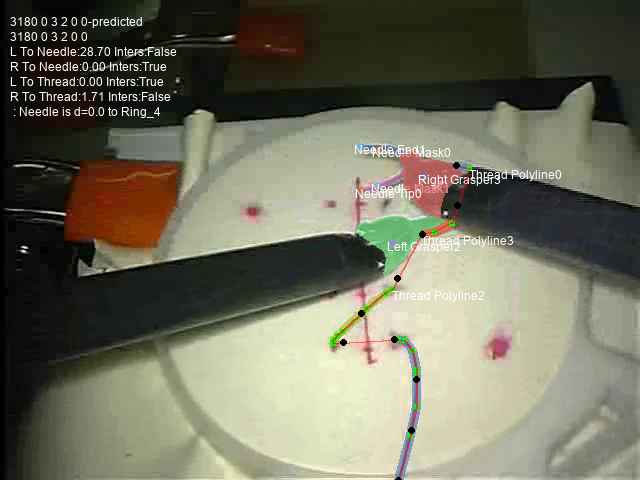 3180 0 3 2 0 0-predicted
3180 0 3 2 0 0
L To Needle:28.70 Inters:False
R To Needle:0.00 Inters:True
L To Thread:0.00 Inters:True
R To Thread:1.71 Inters:False
: Needle is d=0.0 to Ring_4
Needle End1
Needle Mask0
Thread Polyline0
Right Grasper3
Needle Mask1
Needle Tip0
Thread Polyline3
Left Grasper2
Thread Polyline2